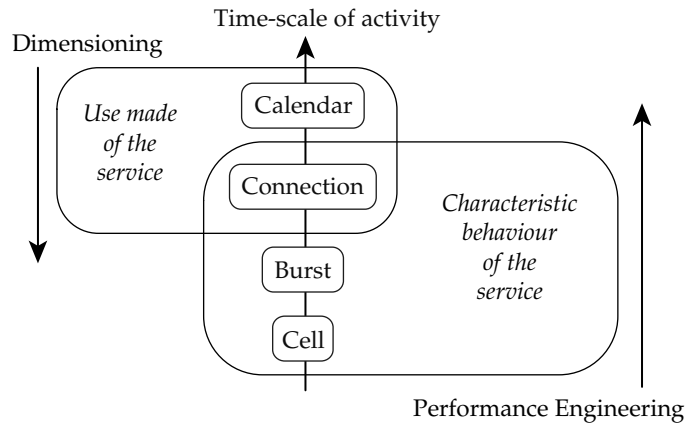 Time-scale of activity
Dimensioning
Calendar
Use made
of the
service
Connection
Characteristic
behaviour
of the
service
Burst
Cell
Performance Engineering